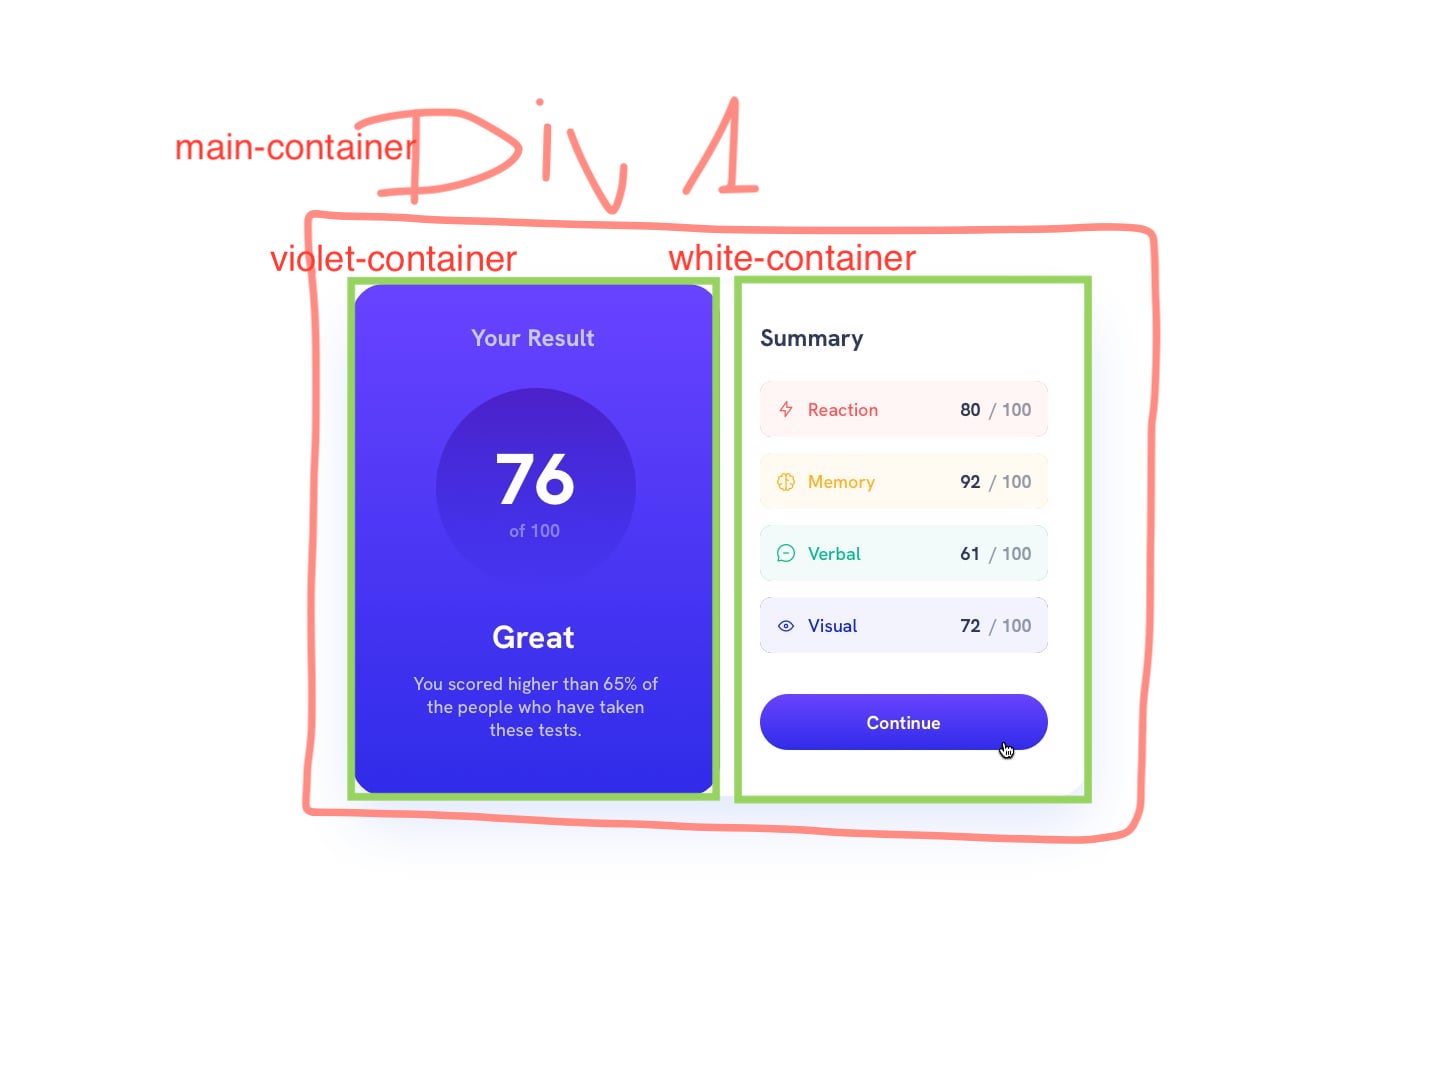 Div 1
main-container
violet-container
white-container
Your Result
76
of 100
Great
You scored higher than 65% of
the people who have taken
these tests.
Summary
Reaction 80 / 100
Memory 92 / 100
Verbal 61 / 100
Visual 72 / 100
Continue